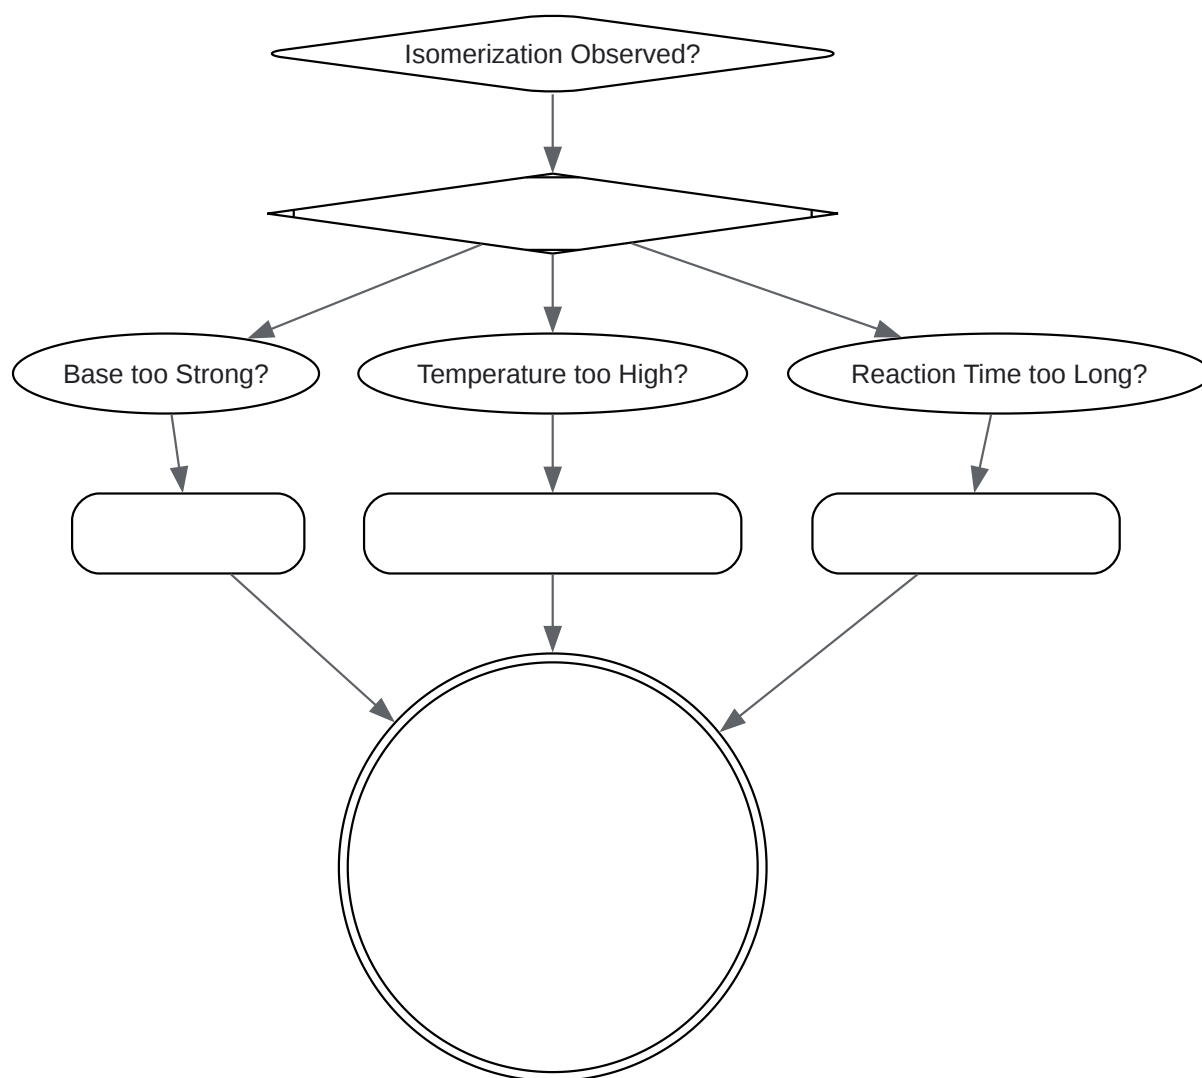 Isomerization Observed?
Base too Strong?
Temperature too High?
Reaction Time too Long?